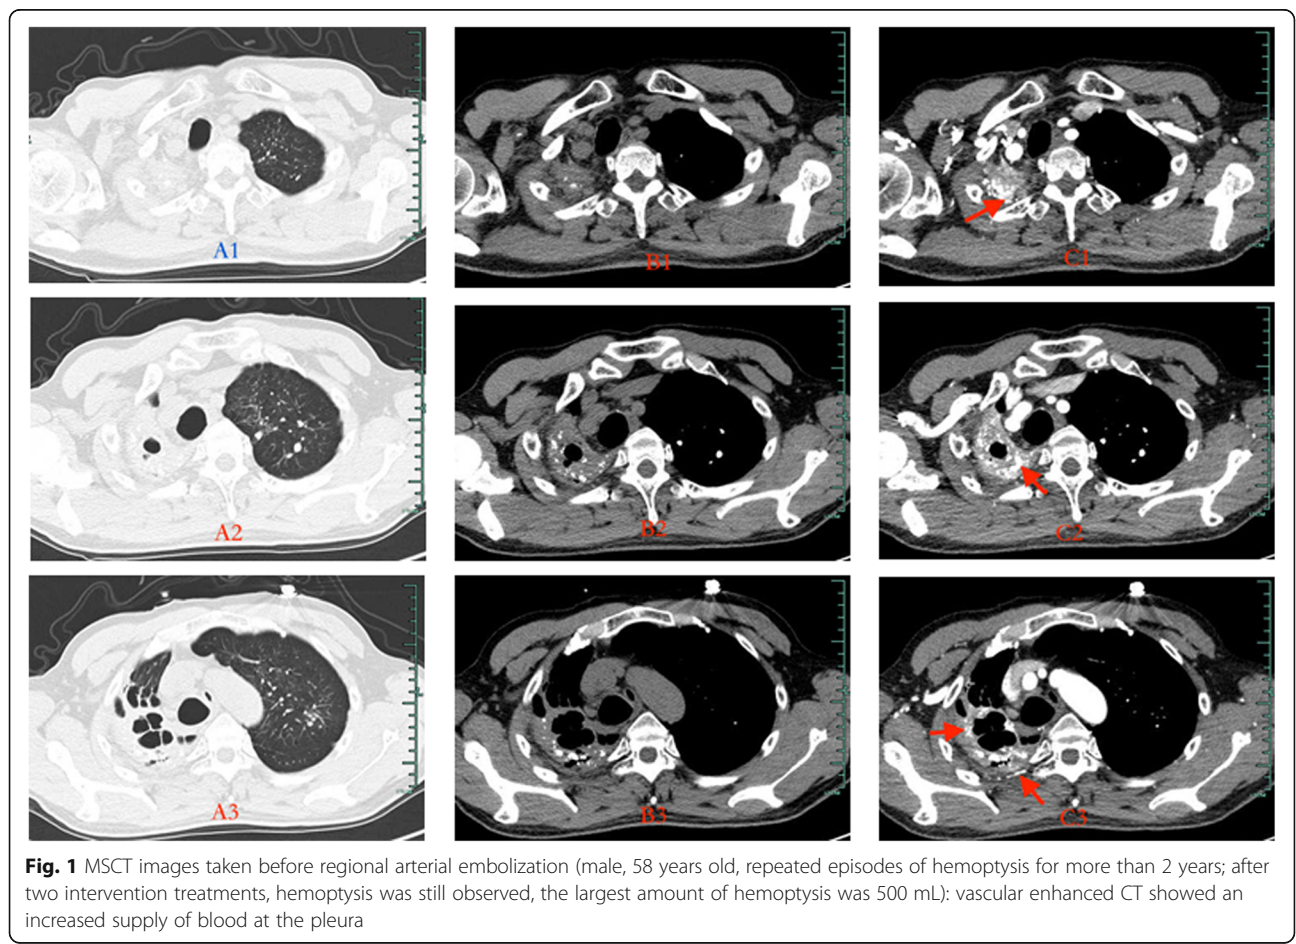 A1
B1
C1
A2
B2
C2
A3
B3
C3
Fig. 1 MSCT images taken before regional arterial embolization (male, 58 years old, repeated episodes of hemoptysis for more than 2 years; after
two intervention treatments, hemoptysis was still observed, the largest amount of hemoptysis was 500 mL): vascular enhanced CT showed an
increased supply of blood at the pleura